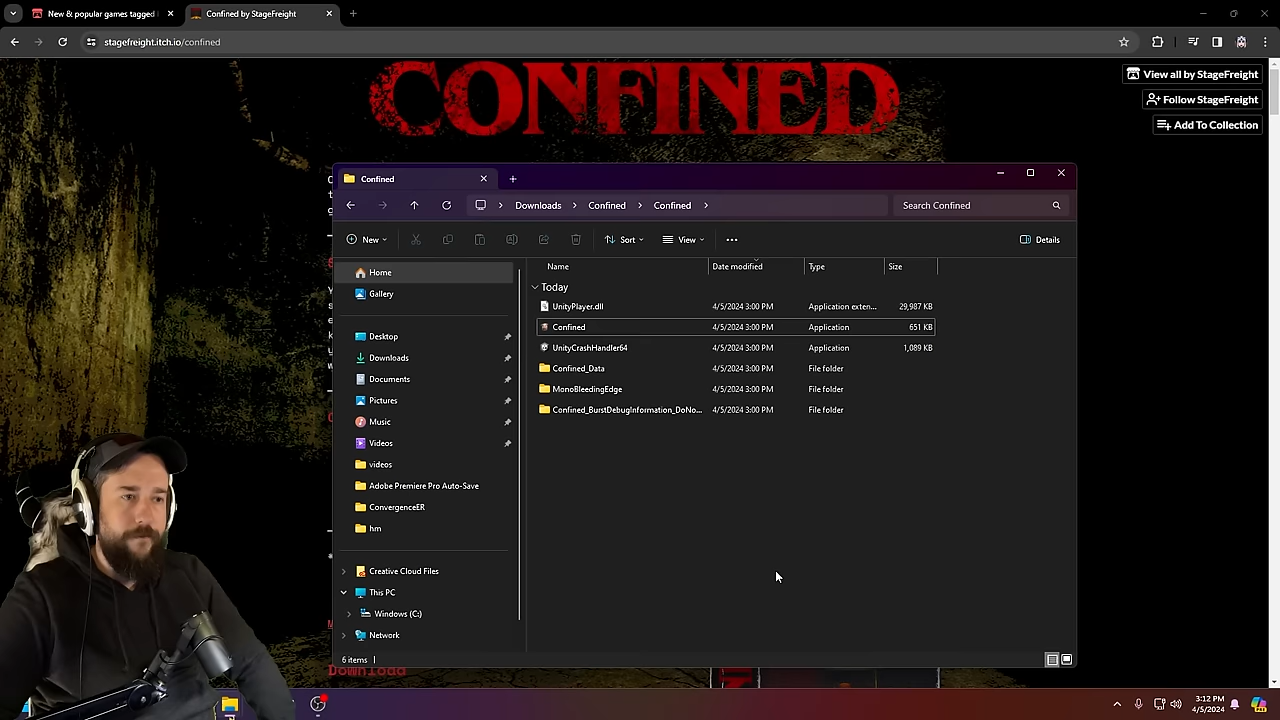 New & popular games tagged
Confined by StageFreight
stagefreight.itch.io/confined
CONFINED
View all by StageFreight
Follow StageFreight
Add To Collection
Confined
Downloads
Confined
Confined
Search Confined
New
Sort
View
Details
Name
Date modified
Type
Size
Home
Gallery
Desktop
Downloads
Documents
Pictures
Music
Videos
videos
Adobe Premiere Pro Auto-Save
ConvergenceER
hm
Creative Cloud Files
This PC
Windows (C:)
Network
Today
UnityPlayer.dll 4/5/2024 3:00 PM Application exten... 29,987 KB
Confined 4/5/2024 3:00 PM Application 651 KB
UnityCrashHandler64 4/5/2024 3:00 PM Application 1,089 KB
Confined_Data 4/5/2024 3:00 PM File folder
MonoBleedingEdge 4/5/2024 3:00 PM File folder
Confined_BurstDebugInformation_DoNo... 4/5/2024 3:00 PM File folder
6 items
Download
3:12 PM
4/5/2024